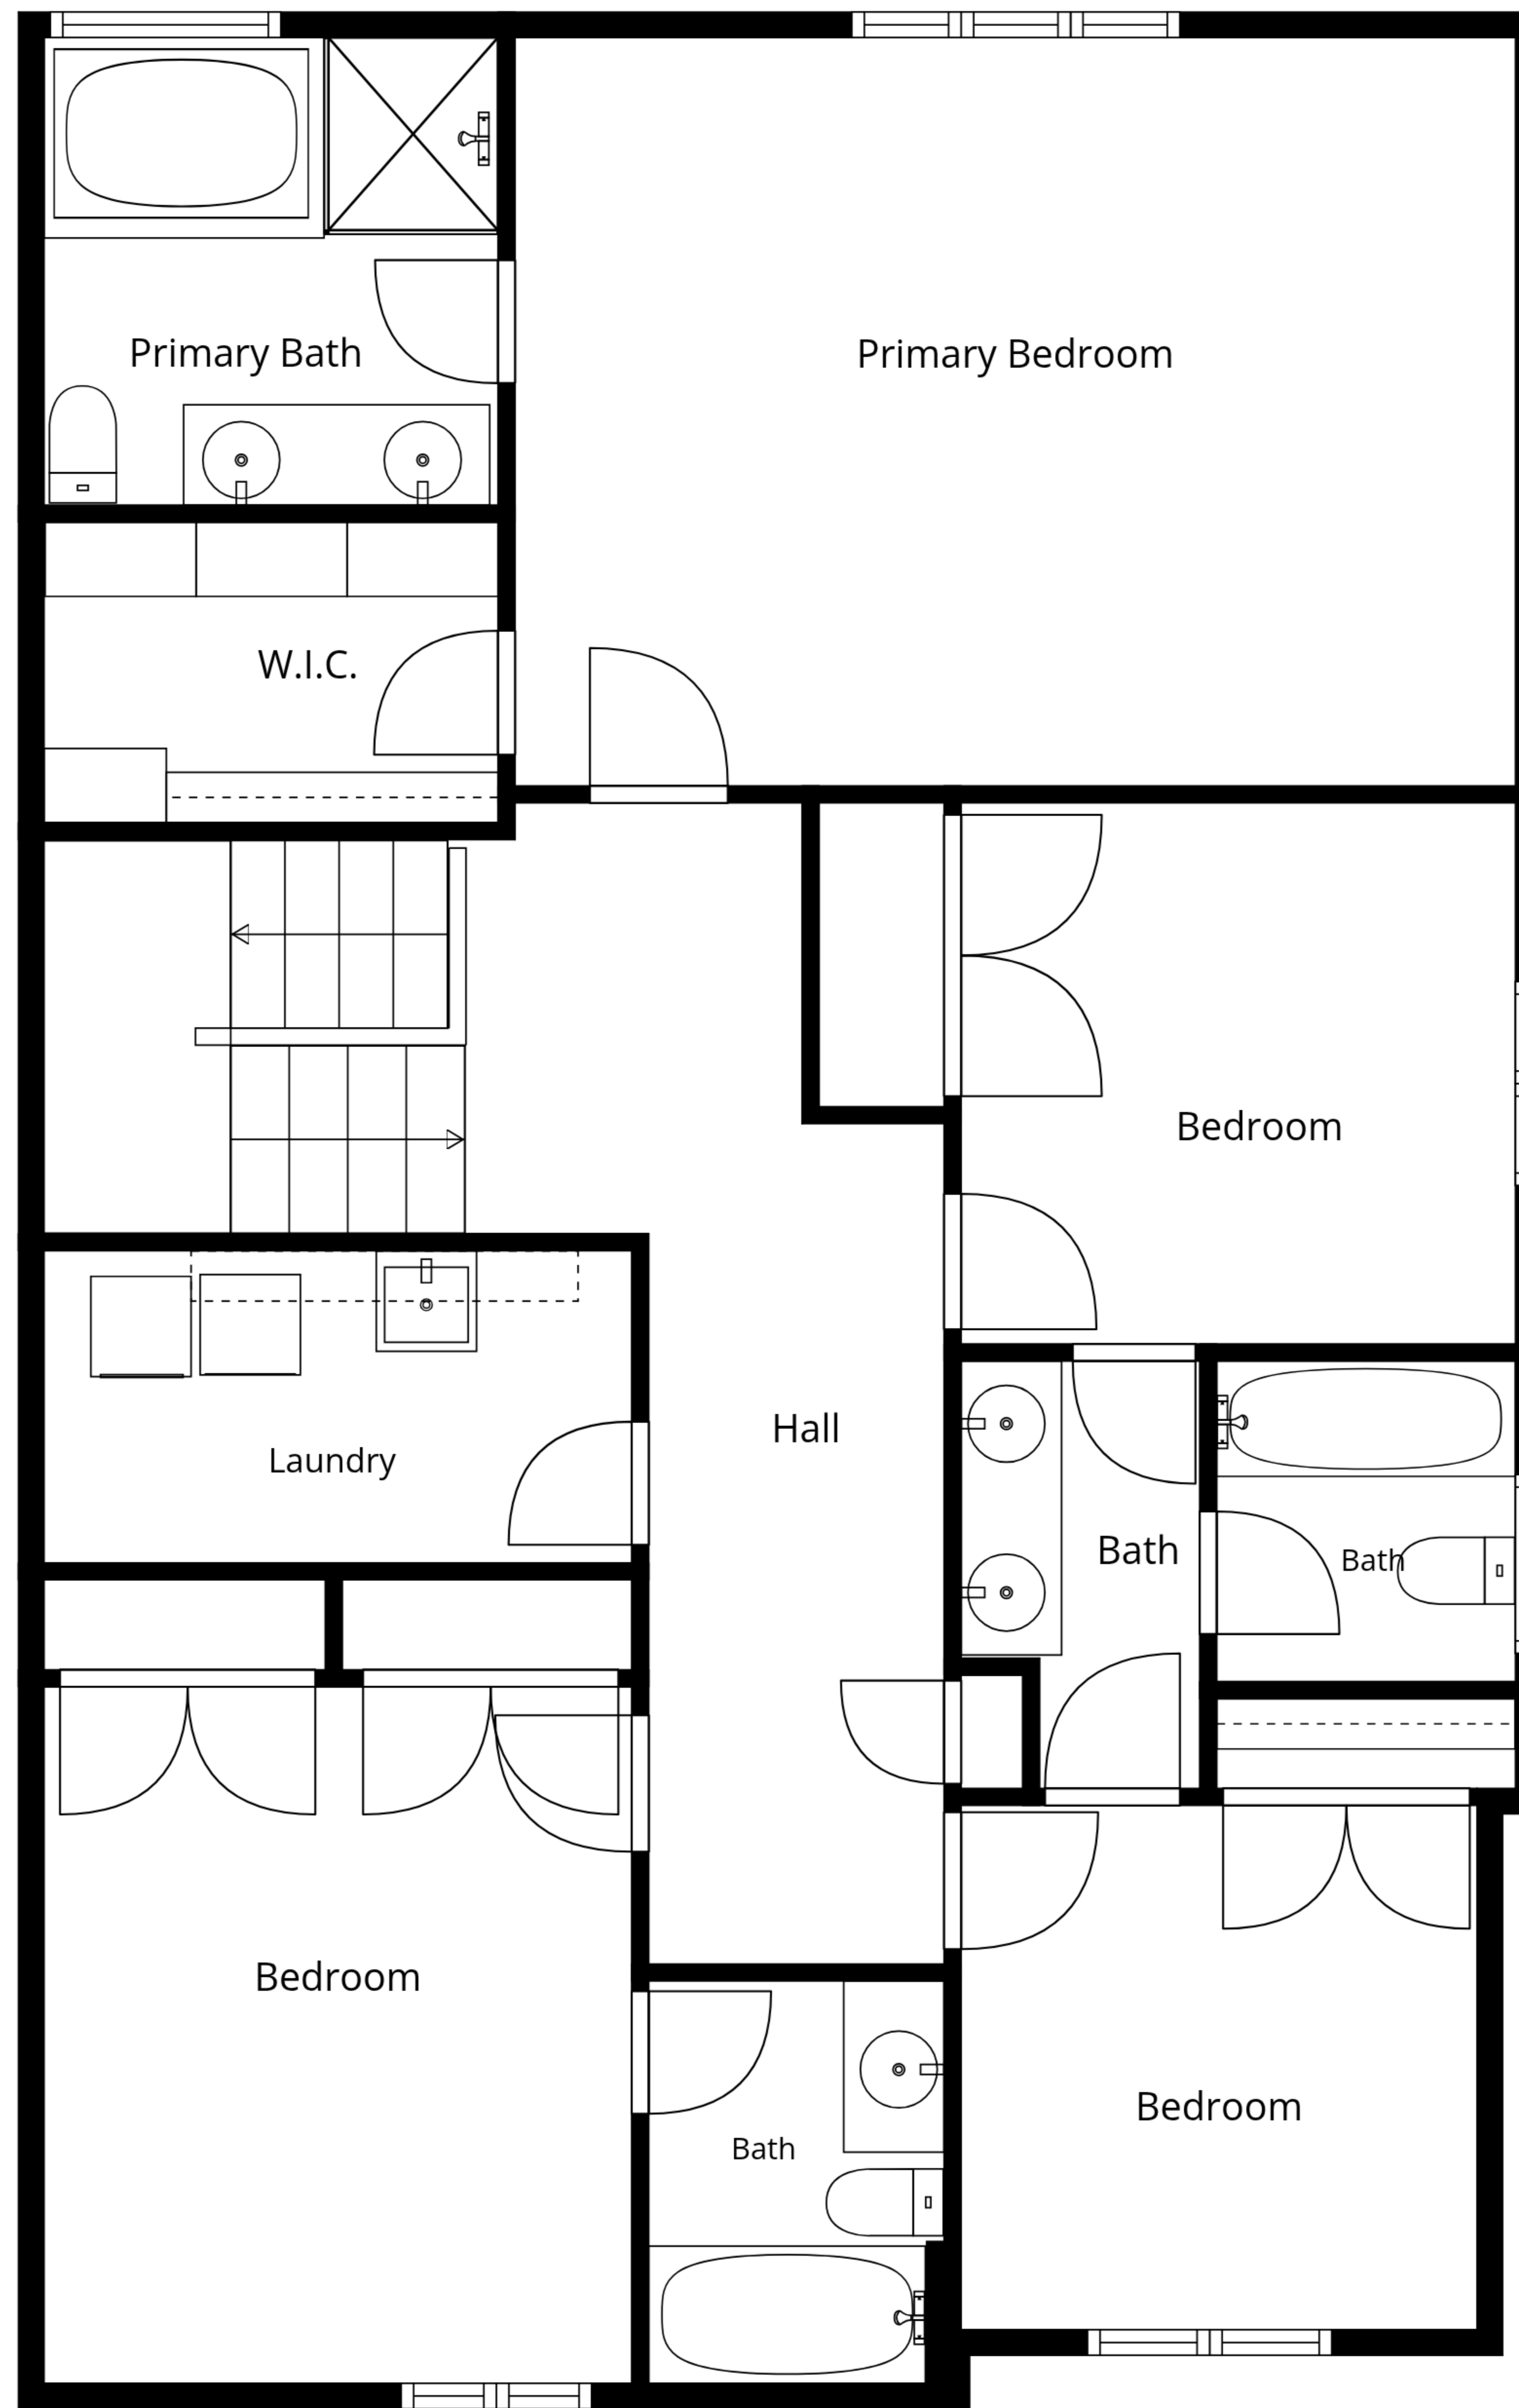 Primary Bath
Primary Bedroom
W.I.C.
Bedroom
Hall
Laundry
Bath
Bath
Bedroom
Bedroom
Bath